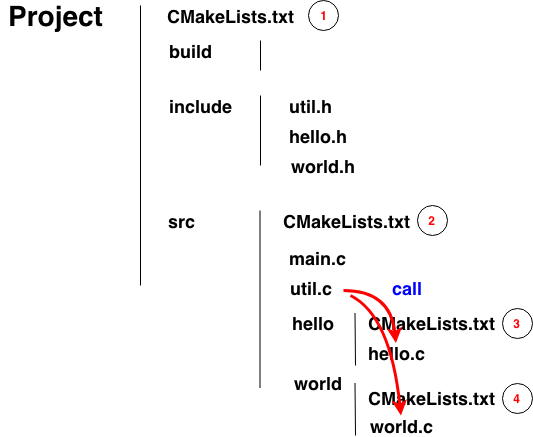 Project
CMakeLists.txt 1
build
include
util.h
hello.h
world.h
src
CMakeLists.txt 2
main.c
util.c call
hello
CMakeLists.txt 3
hello.c
world
CMakeLists.txt 4
world.c